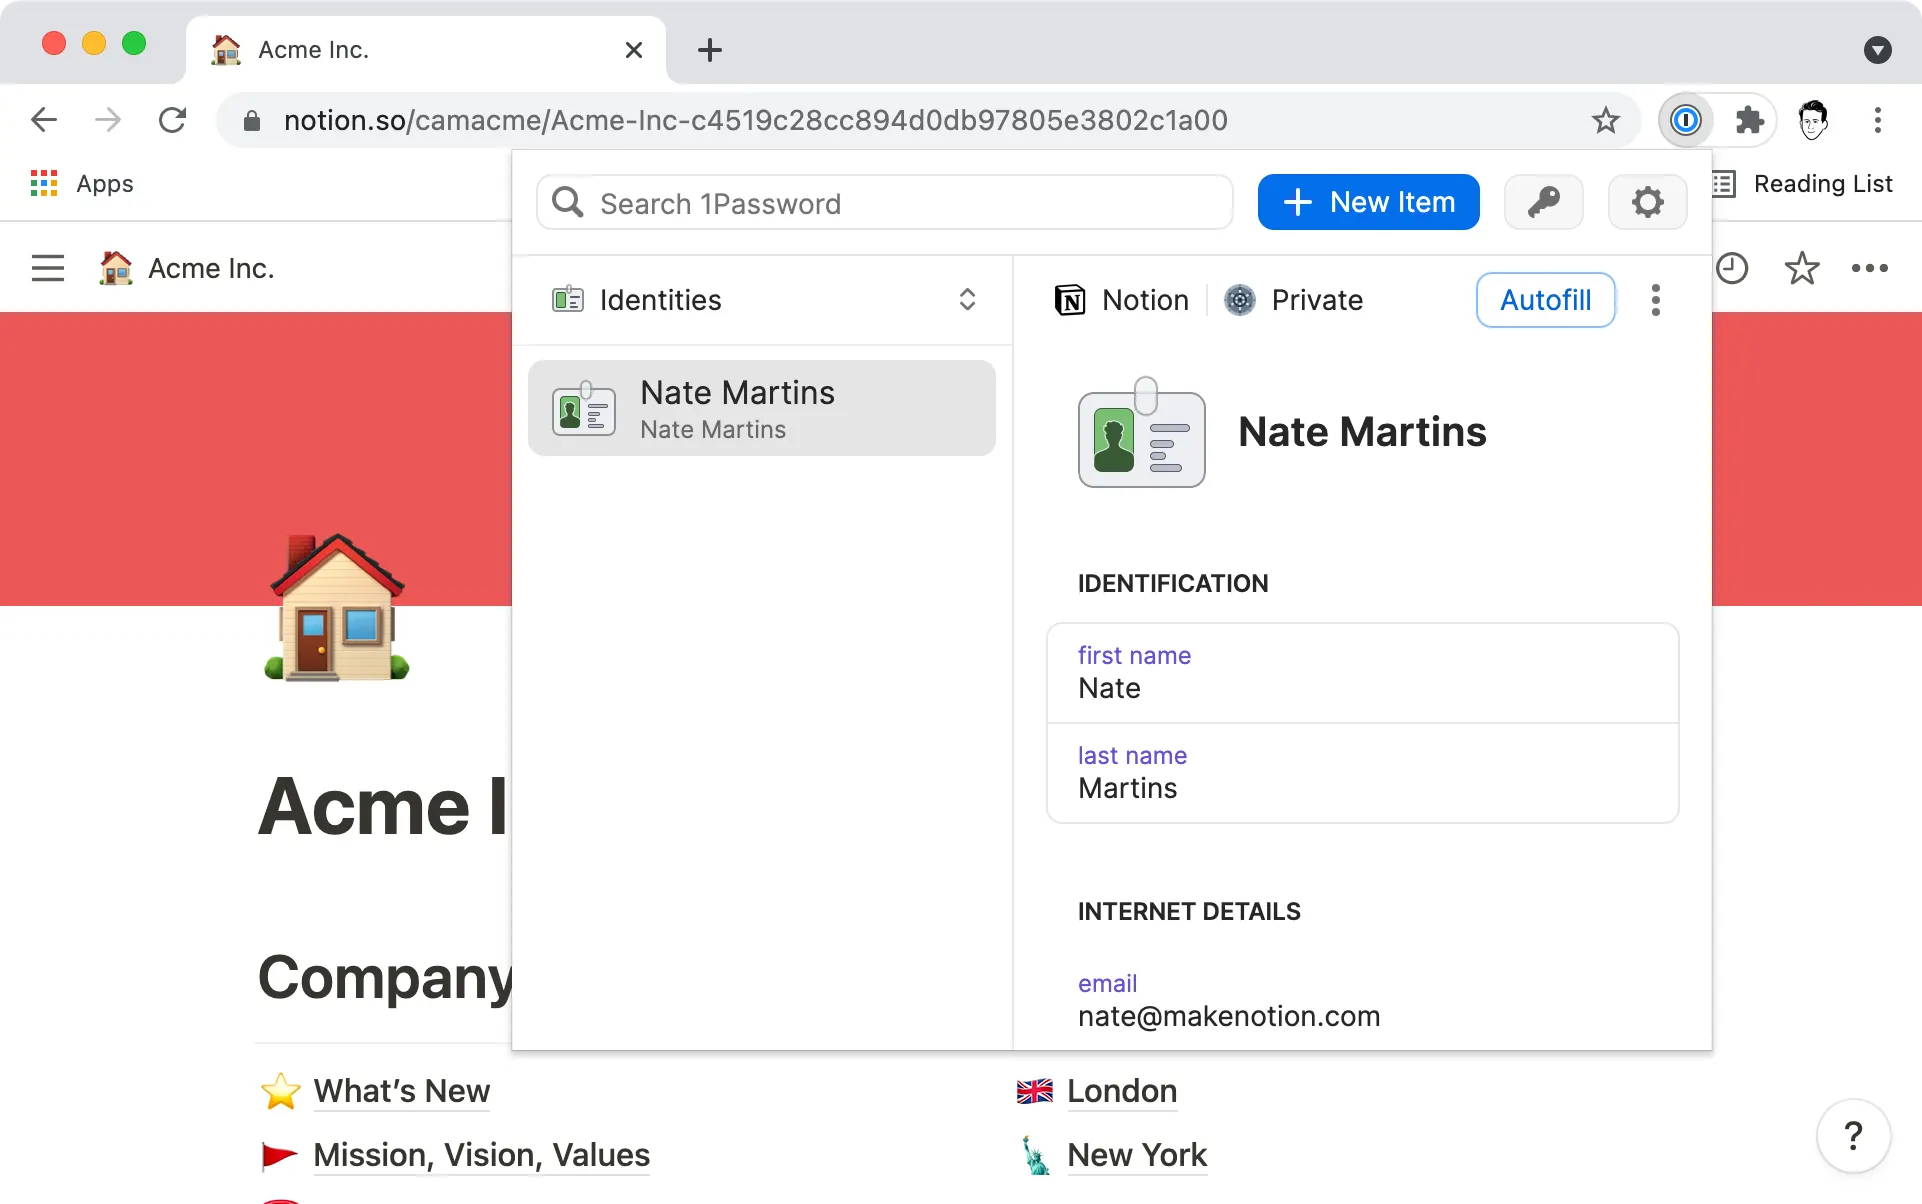 Acme Inc.
notion.so/camacme/Acme-Inc-c4519c28cc894d0db97805e3802c1a00
Apps
Reading List
Search 1Password
New Item
Acme Inc.
Identities
Notion
Private
Autofill
Nate Martins
Nate Martins
Nate Martins
IDENTIFICATION
first name
Nate
last name
Martins
INTERNET DETAILS
email
nate@makenotion.com
Acme I
Company
What’s New
London
Mission, Vision, Values
New York
?